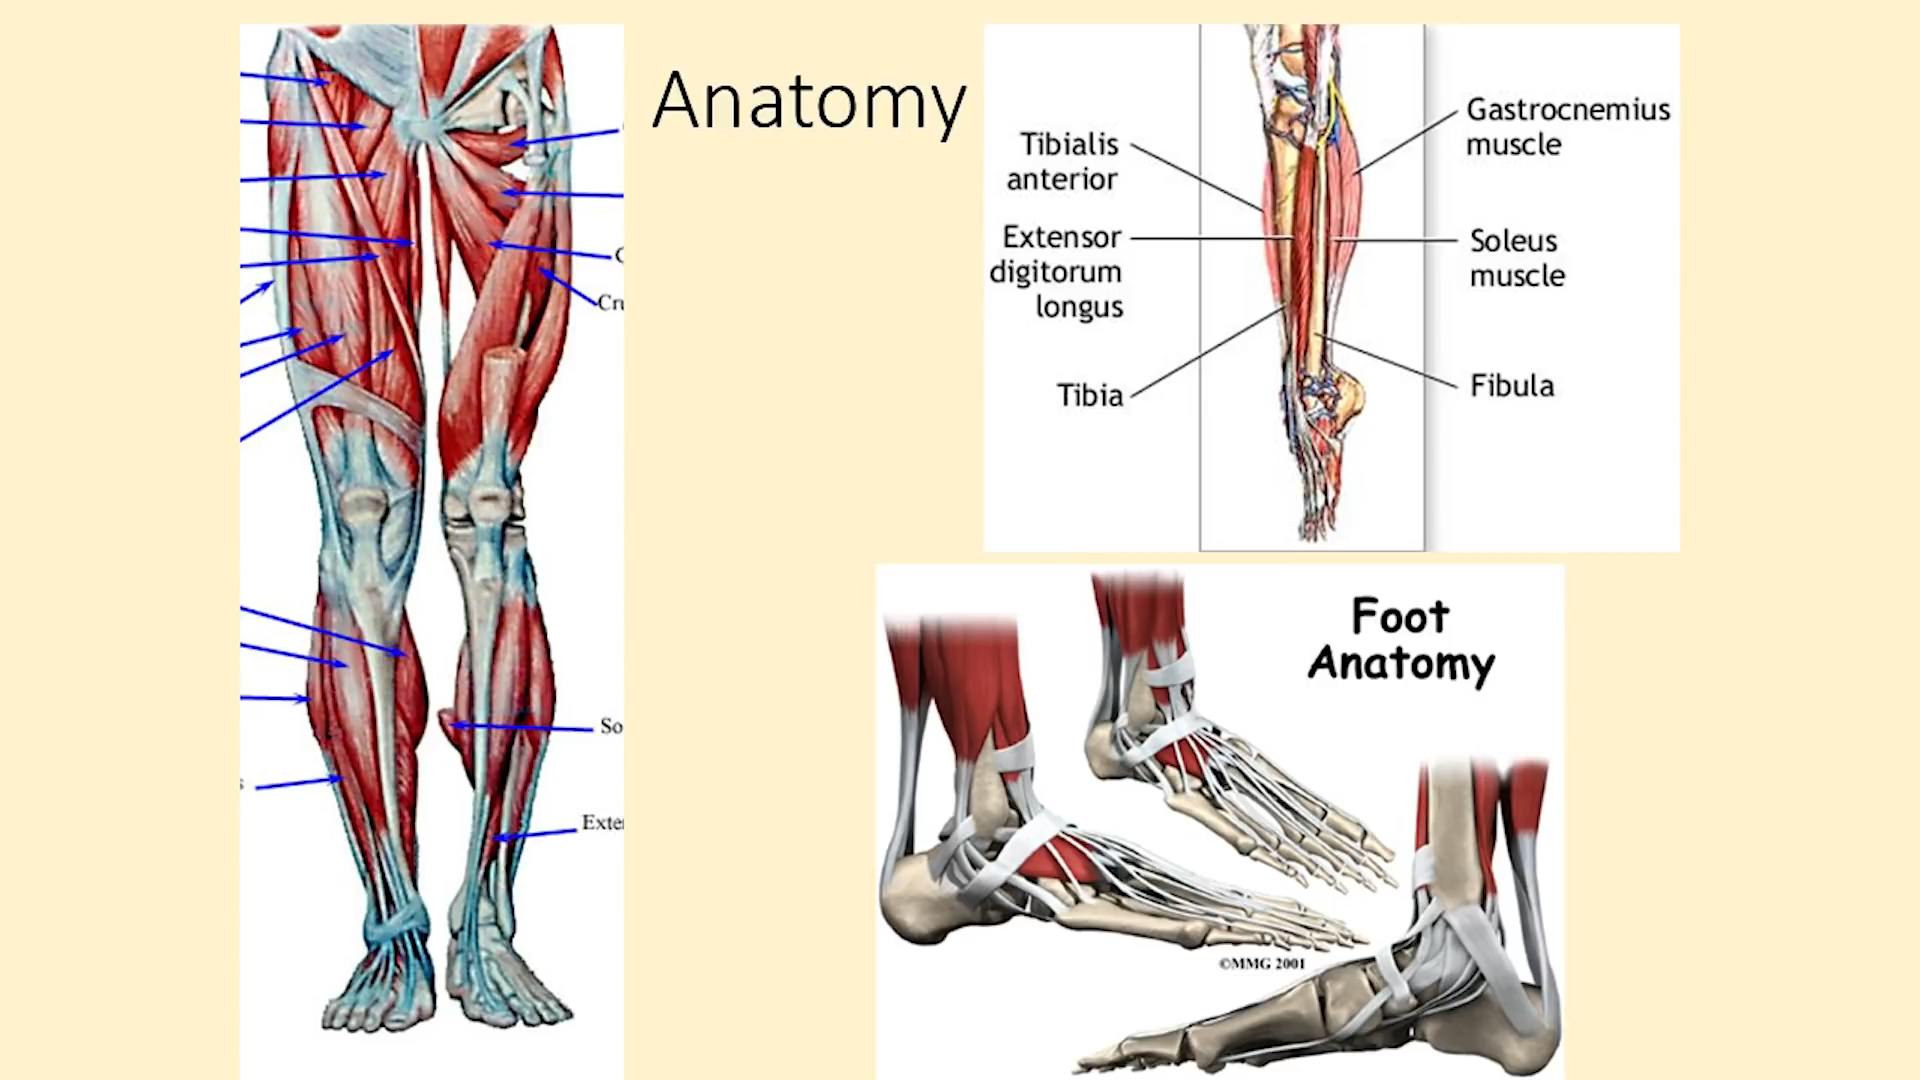 Anatomy
Tibialis
anterior
Extensor
digitorum
longus
Tibia
Gastrocnemius
muscle
Soleus
muscle
Fibula
Foot
Anatomy
©MMG 2001